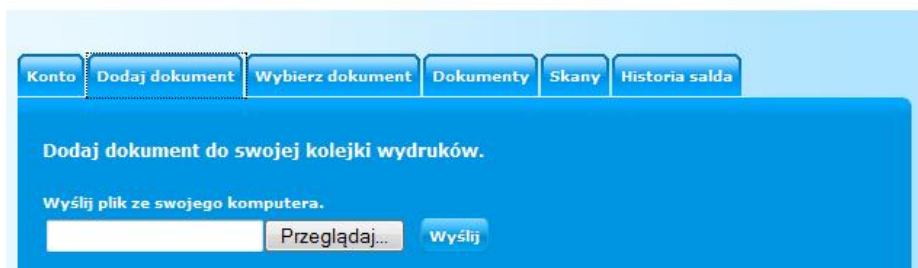 Konto Dodaj dokument Wybierz dokument Dokumenty Skany Historia salda
Dodaj dokument do swojej kolejki wydruków.
Wyślij plik ze swojego komputera.
Przeglądaj... Wyślij